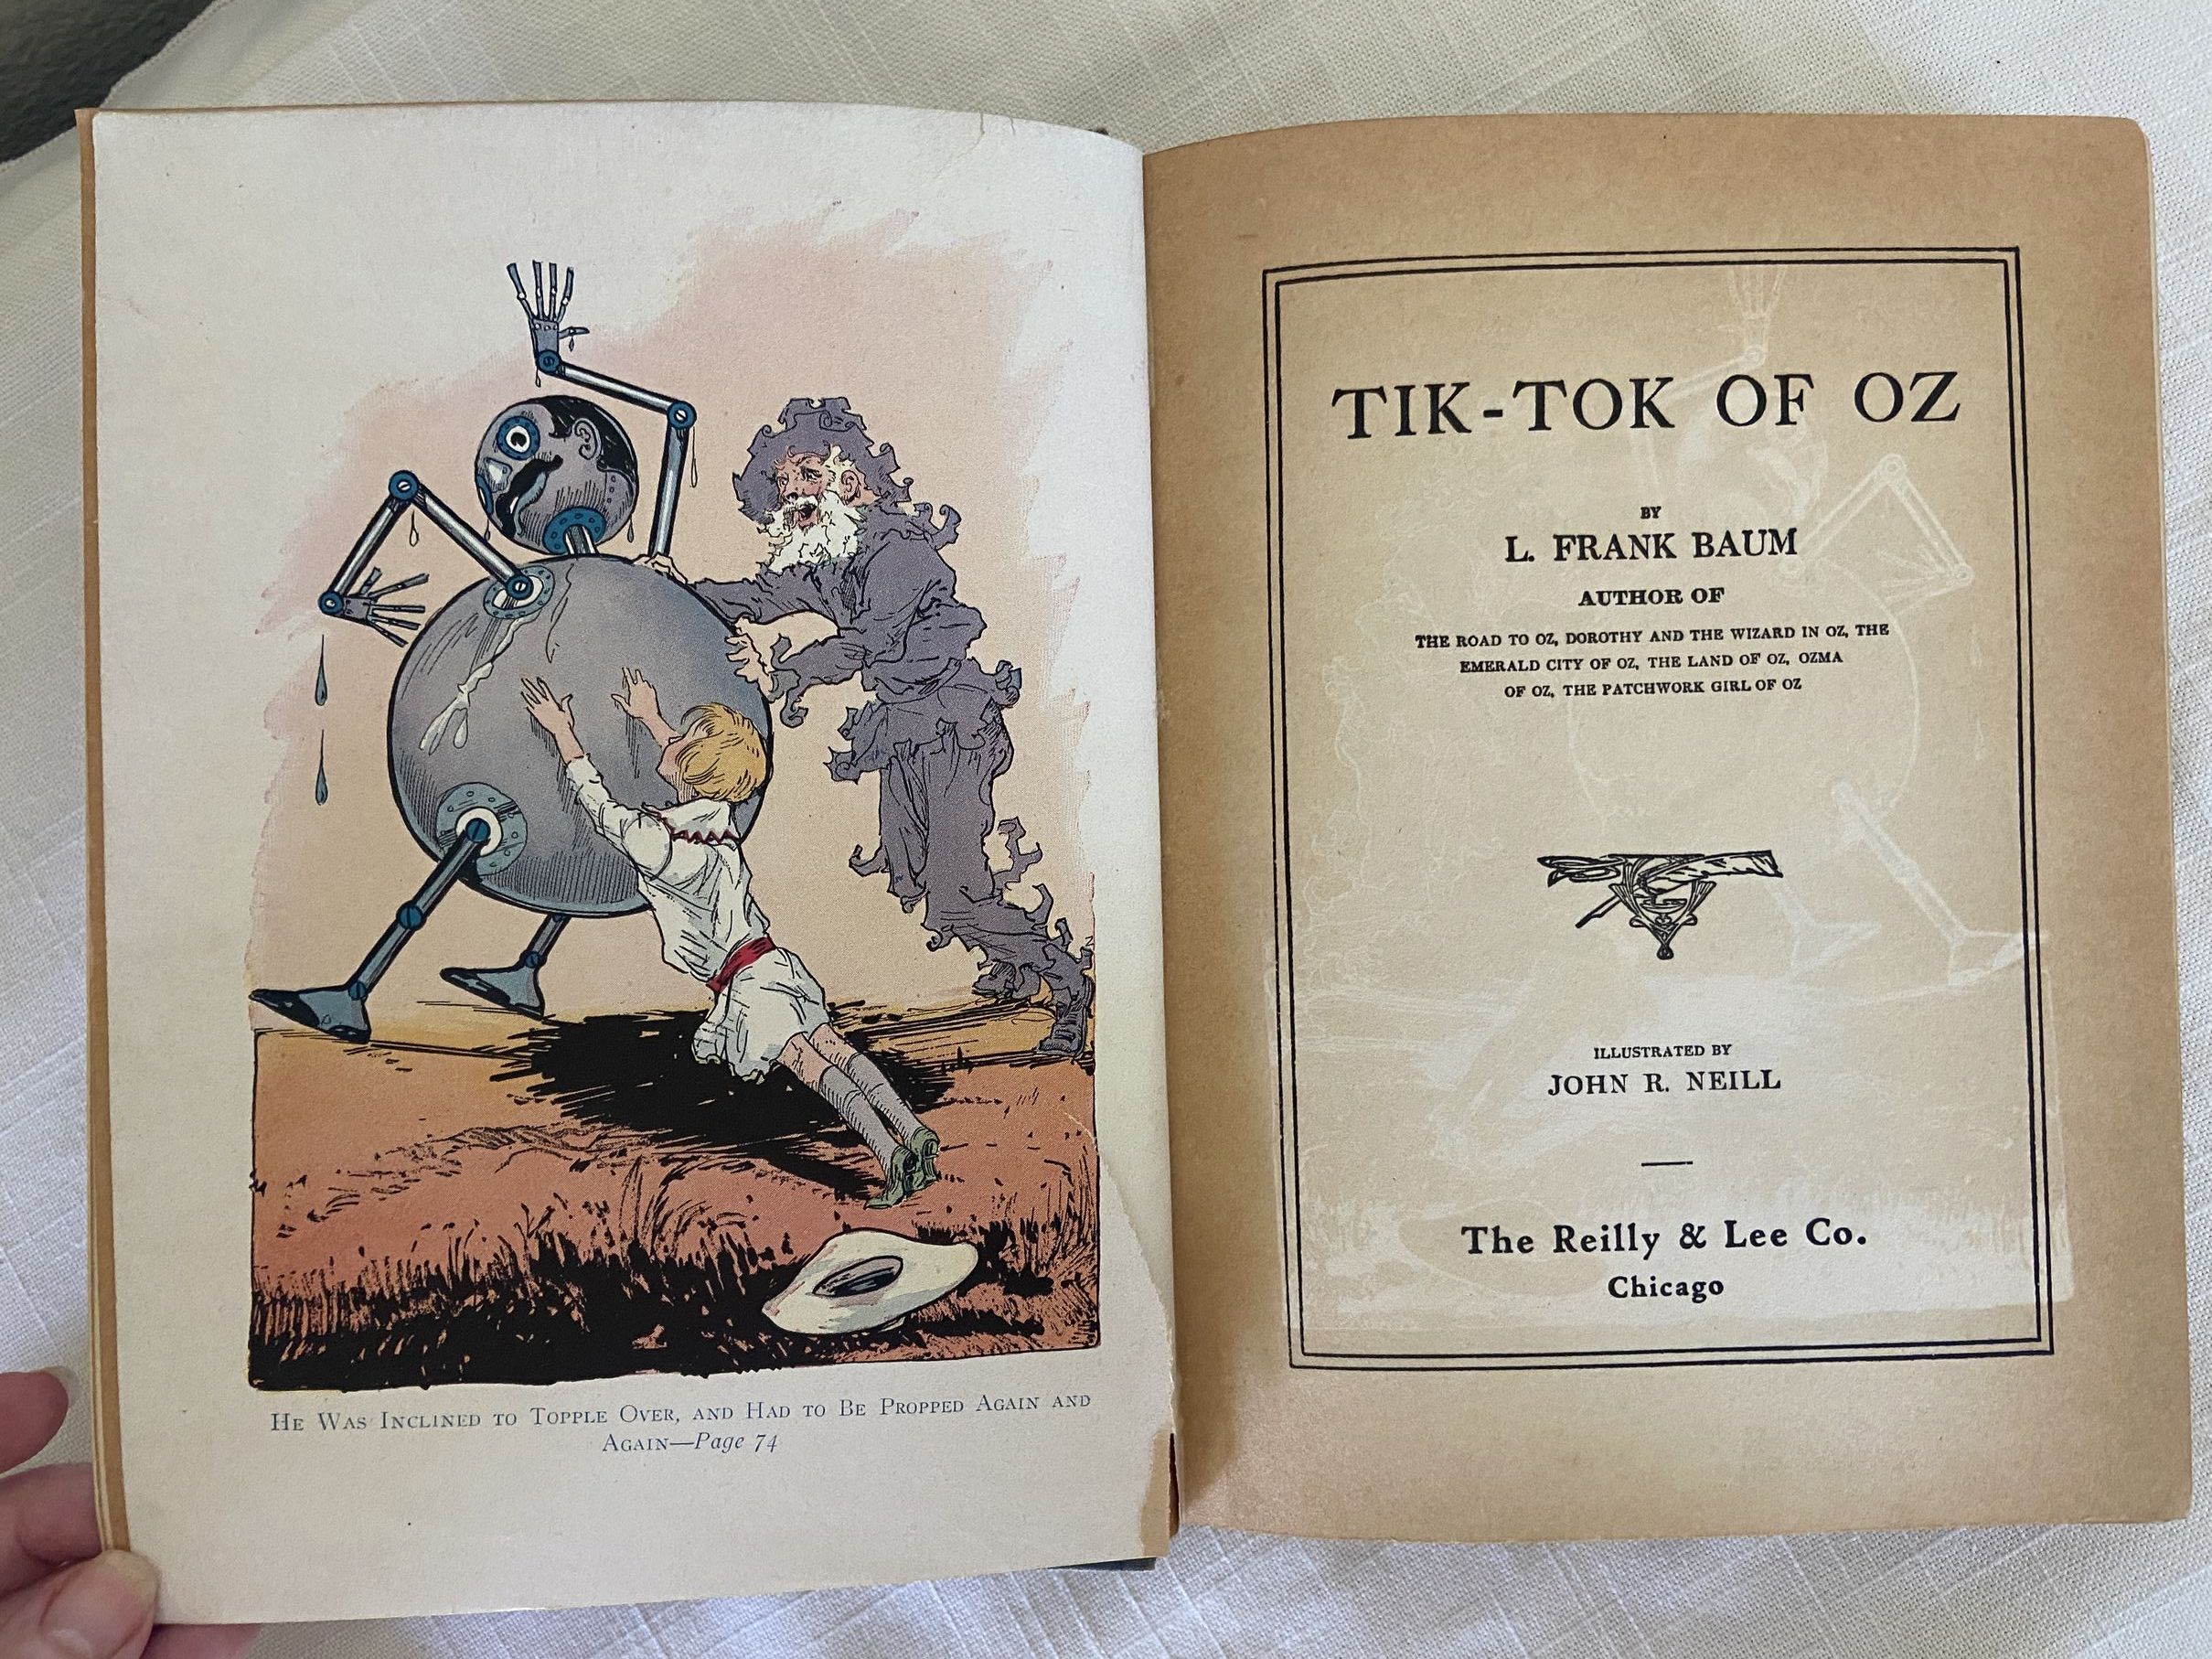 He Was Inclined to Topple Over, and Had to Be Propped Again and
Again—Page 74
TIK-TOK OF OZ
BY
L. FRANK BAUM
AUTHOR OF
THE ROAD TO OZ, DOROTHY AND THE WIZARD IN OZ, THE
EMERALD CITY OF OZ, THE LAND OF OZ, OZMA
OF OZ, THE PATCHWORK GIRL OF OZ
ILLUSTRATED BY
JOHN R. NEILL
The Reilly & Lee Co.
Chicago